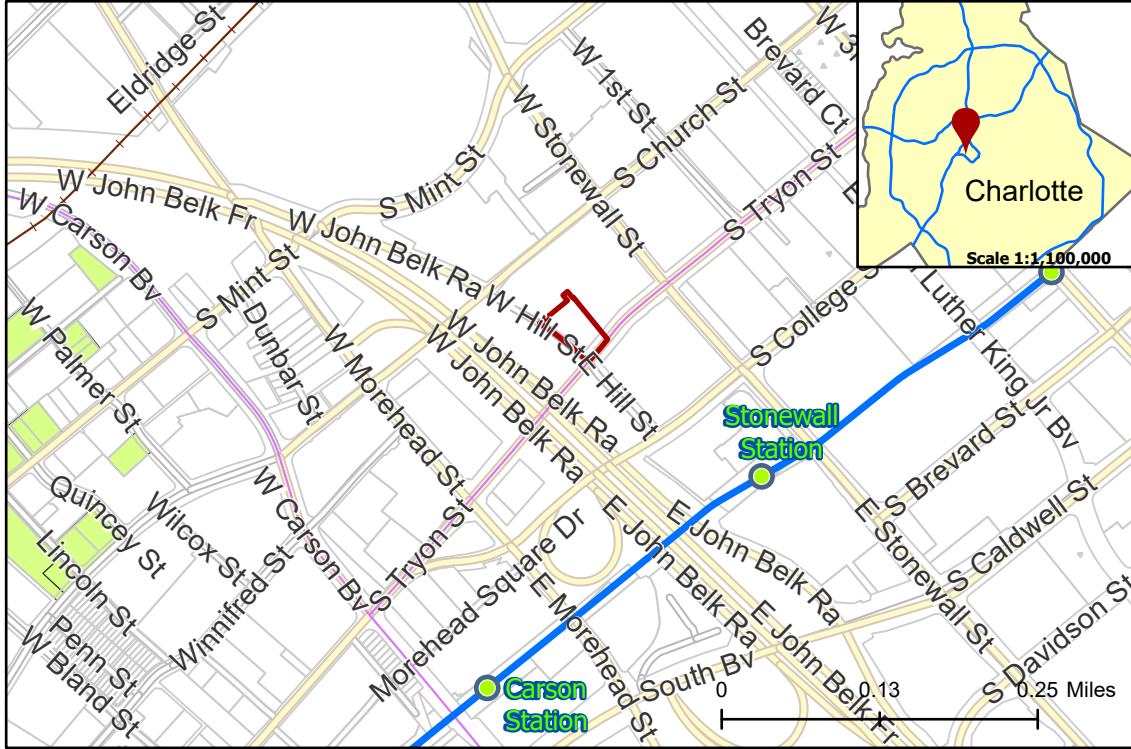 Eldridge St
W 1st St
Brevard Ct
W Stonewall St
S Church St
S Tryon St
S Mint St
W John Belk Fr
W John Belk Ra
W Carson Bv
S Mint St
W Palmer St
Dunbar St
W Morehead St
W Hill St
E Hill St
W John Belk Ra
W John Belk Ra
S College S
Luther King Jr Bv
Stonewall
Station
S Brevard St
S Caldwell St
E Stonewall St
S Davidson St
Quincey St
Wilcox St
Lincoln St
Winnifred St
W Carson Bv
S Tryon St
Morehead Square Dr
E Morehead St
E John Belk Ra
E John Belk Ra
E John Belk Fr
South Bv
Penn St
W Bland St
Carson
Station
Charlotte
Scale 1:1,100,000
0 0.13 0.25 Miles